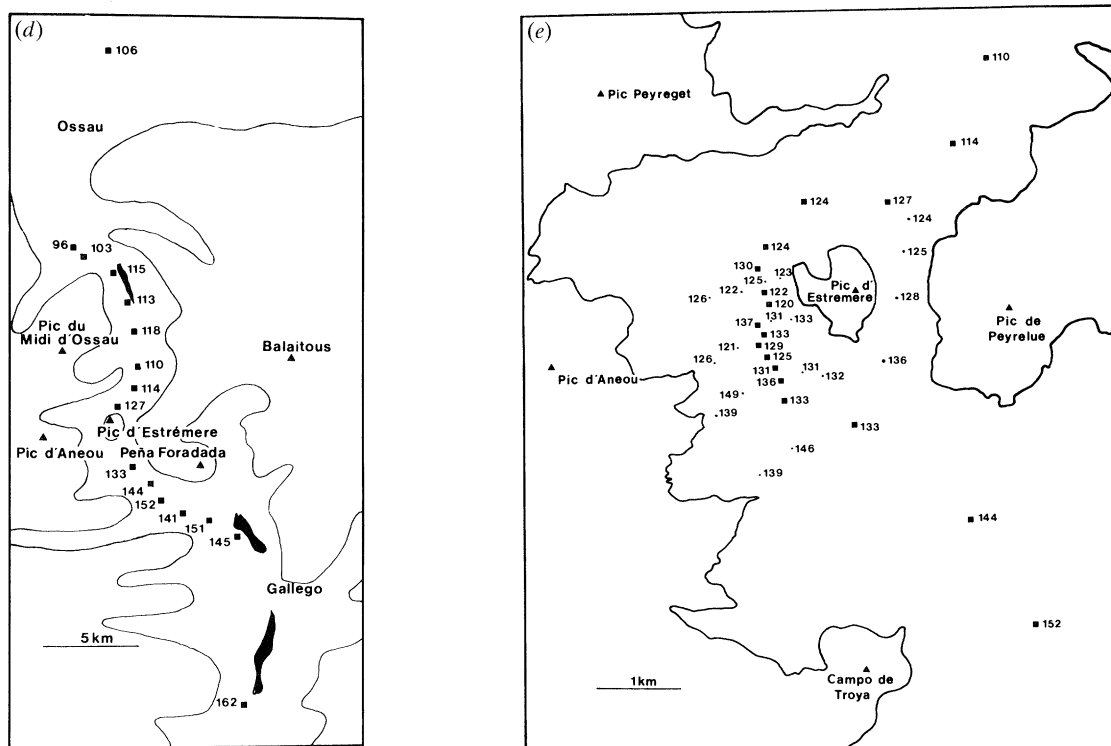 (d)
106
Ossau
96
103
115
113
Pic du
Midi d'Ossau
118
Balaitous
110
114
127
Pic d'Estrémere
Pic d'Aneou
Peña Foradada
133
144
152
141
151
145
Gallego
5 km
162
(e)
110
Pic Peyreget
114
124
127
124
124
125
130
123
125
122
122
126
Pic d'
Estremere
128
120
131
133
137
Pic de
Peyrelue
133
121
129
125
126
136
Pic d'Aneou
131
131
132
136
149
133
139
133
146
139
144
152
1km
Campo de
Troya